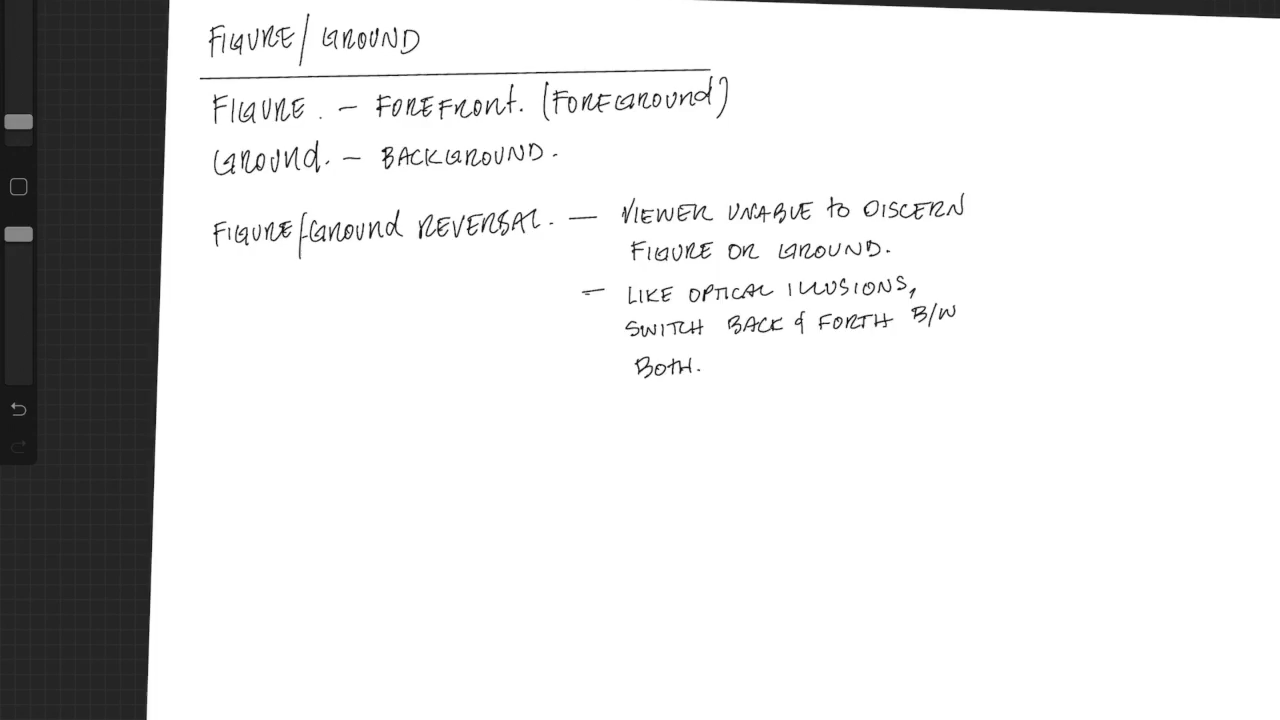 FIGURE/GROUND
FIGURE. - FOREFRONT. (FOREGROUND)
GROUND. - BACKGROUND.
FIGURE/GROUND REVERSAL. - VIEWER UNABLE TO DISCERN
FIGURE OR GROUND.
- LIKE OPTICAL ILLUSIONS,
SWITCH BACK & FORTH B/W
BOTH.